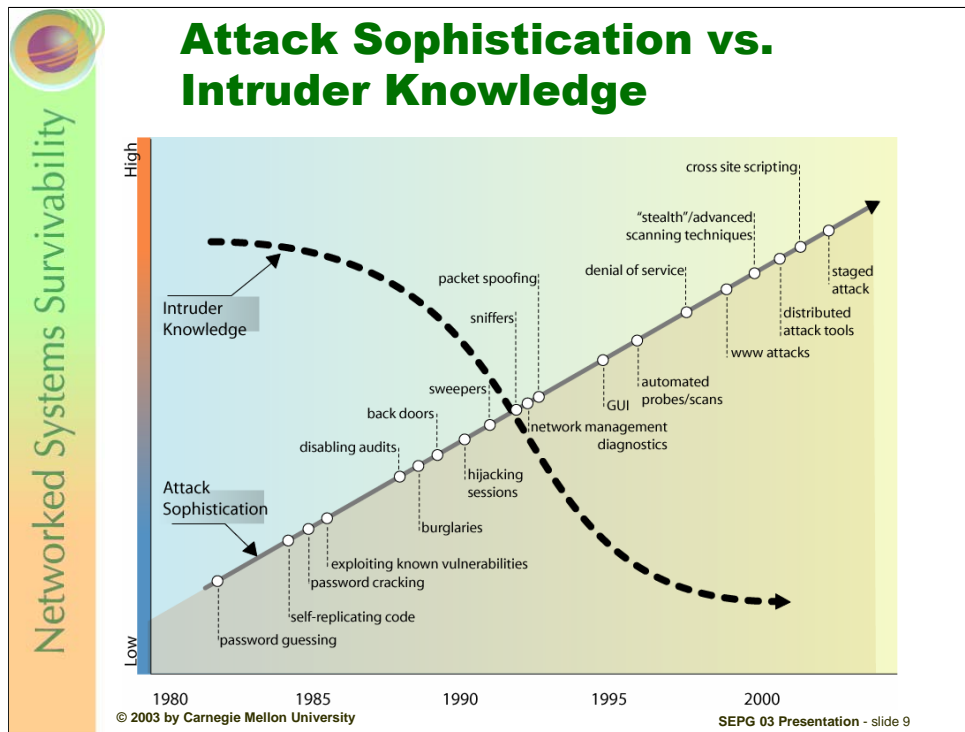 Attack Sophistication vs.
Intruder Knowledge
Networked Systems Survivability
High
cross site scripting
"stealth"/advanced
scanning techniques
packet spoofing
denial of service
staged
attack
Intruder
Knowledge
sniffers
distributed
attack tools
www attacks
sweepers
automated
probes/scans
GUI
back doors
network management
diagnostics
disabling audits
hijacking
sessions
Attack
Sophistication
burglaries
exploiting known vulnerabilities
password cracking
self-replicating code
password guessing
Low
1980 1985 1990 1995 2000
© 2003 by Carnegie Mellon University
SEPG 03 Presentation - slide 9